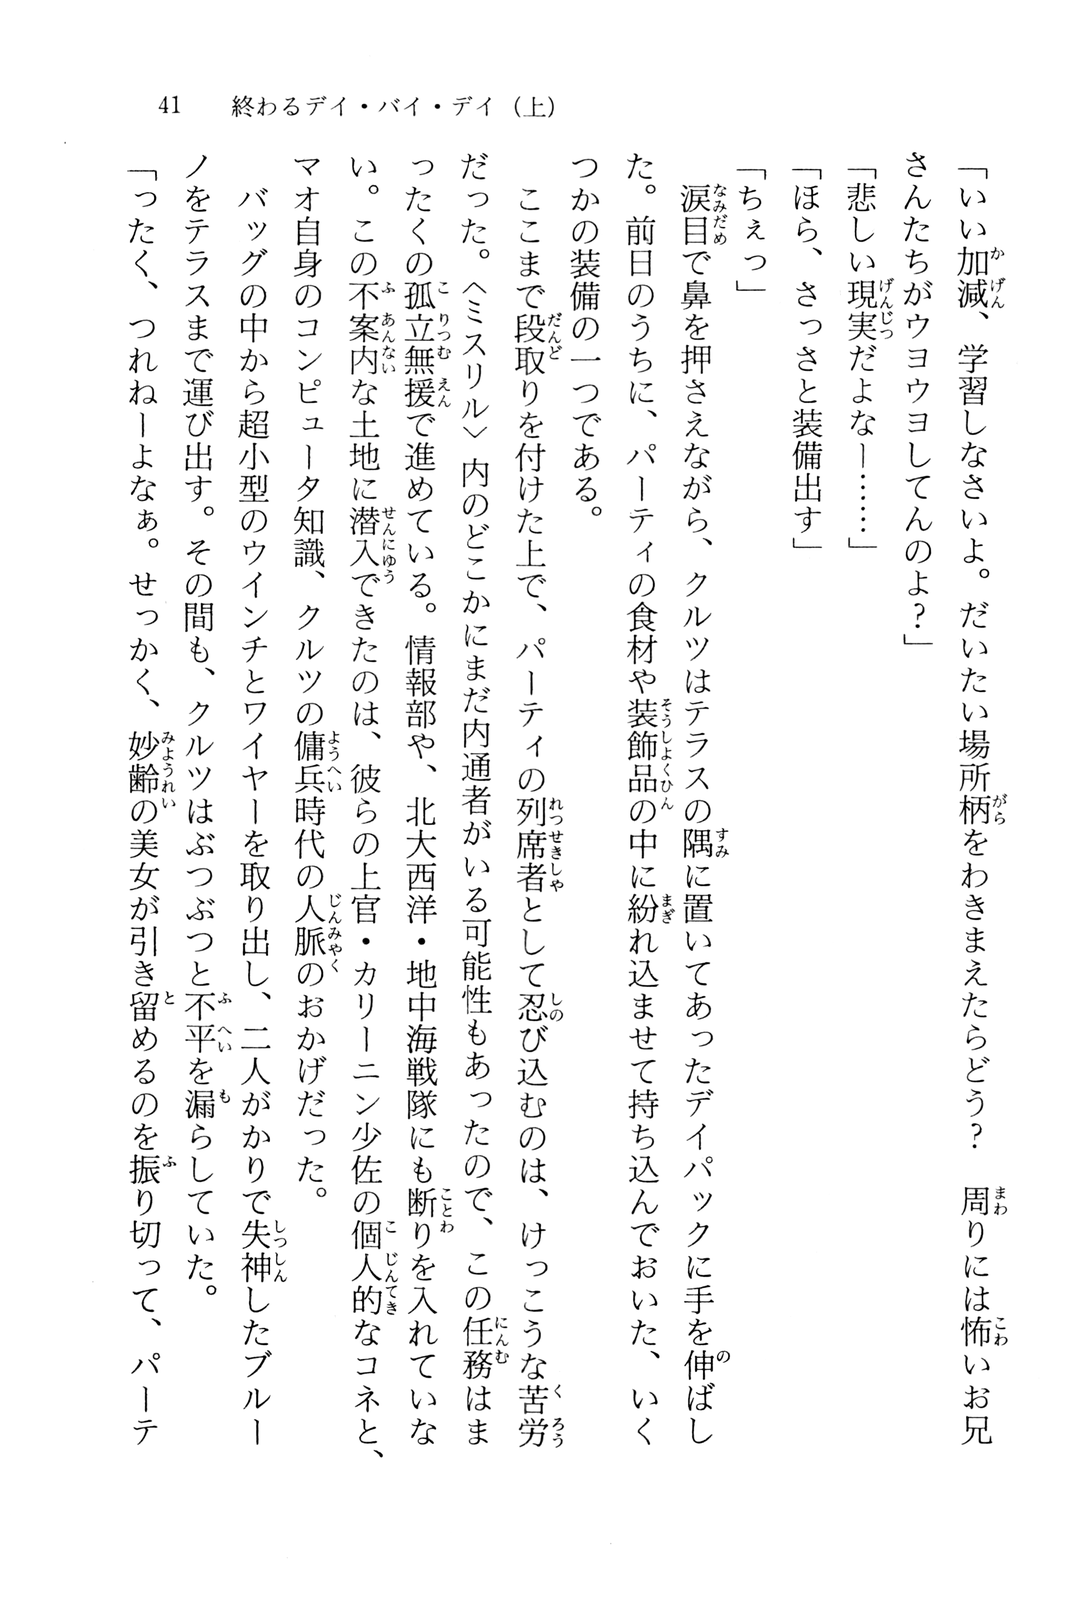 41　終わるデイ・バイ・デイ（上）
「いい加減、学習しなさいよ。だいたい場所柄をわきまえたらどう？　周りには怖いお兄
さんたちがウヨウヨしてんのよ？」
「悲しい現実だよなー……」
「ほら、さっさと装備出す」
「ちぇっ」
　涙目で鼻を押さえながら、クルツはテラスの隅に置いてあったデイパックに手を伸ばし
た。前日のうちに、パーティの食材や装飾品の中に紛れ込ませて持ち込んでおいた、いく
つかの装備の一つである。
　ここまで段取りを付けた上で、パーティの列席者として忍び込むのは、けっこうな苦労
だった。〈ミスリル〉内のどこかにまだ内通者がいる可能性もあったので、この任務はま
ったくの孤立無援で進めている。情報部や、北大西洋・地中海戦隊にも断りを入れていな
い。この不案内な土地に潜入できたのは、彼らの上官・カリーニン少佐の個人的なコネと、
マオ自身のコンピュータ知識、クルツの傭兵時代の人脈のおかげだった。
　バッグの中から超小型のウインチとワイヤーを取り出し、二人がかりで失神したブルー
ノをテラスまで運び出す。その間も、クルツはぶつぶつと不平を漏らしていた。
「ったく、つれねーよなぁ。せっかく、妙齢の美女が引き留めるのを振り切って、パーテ